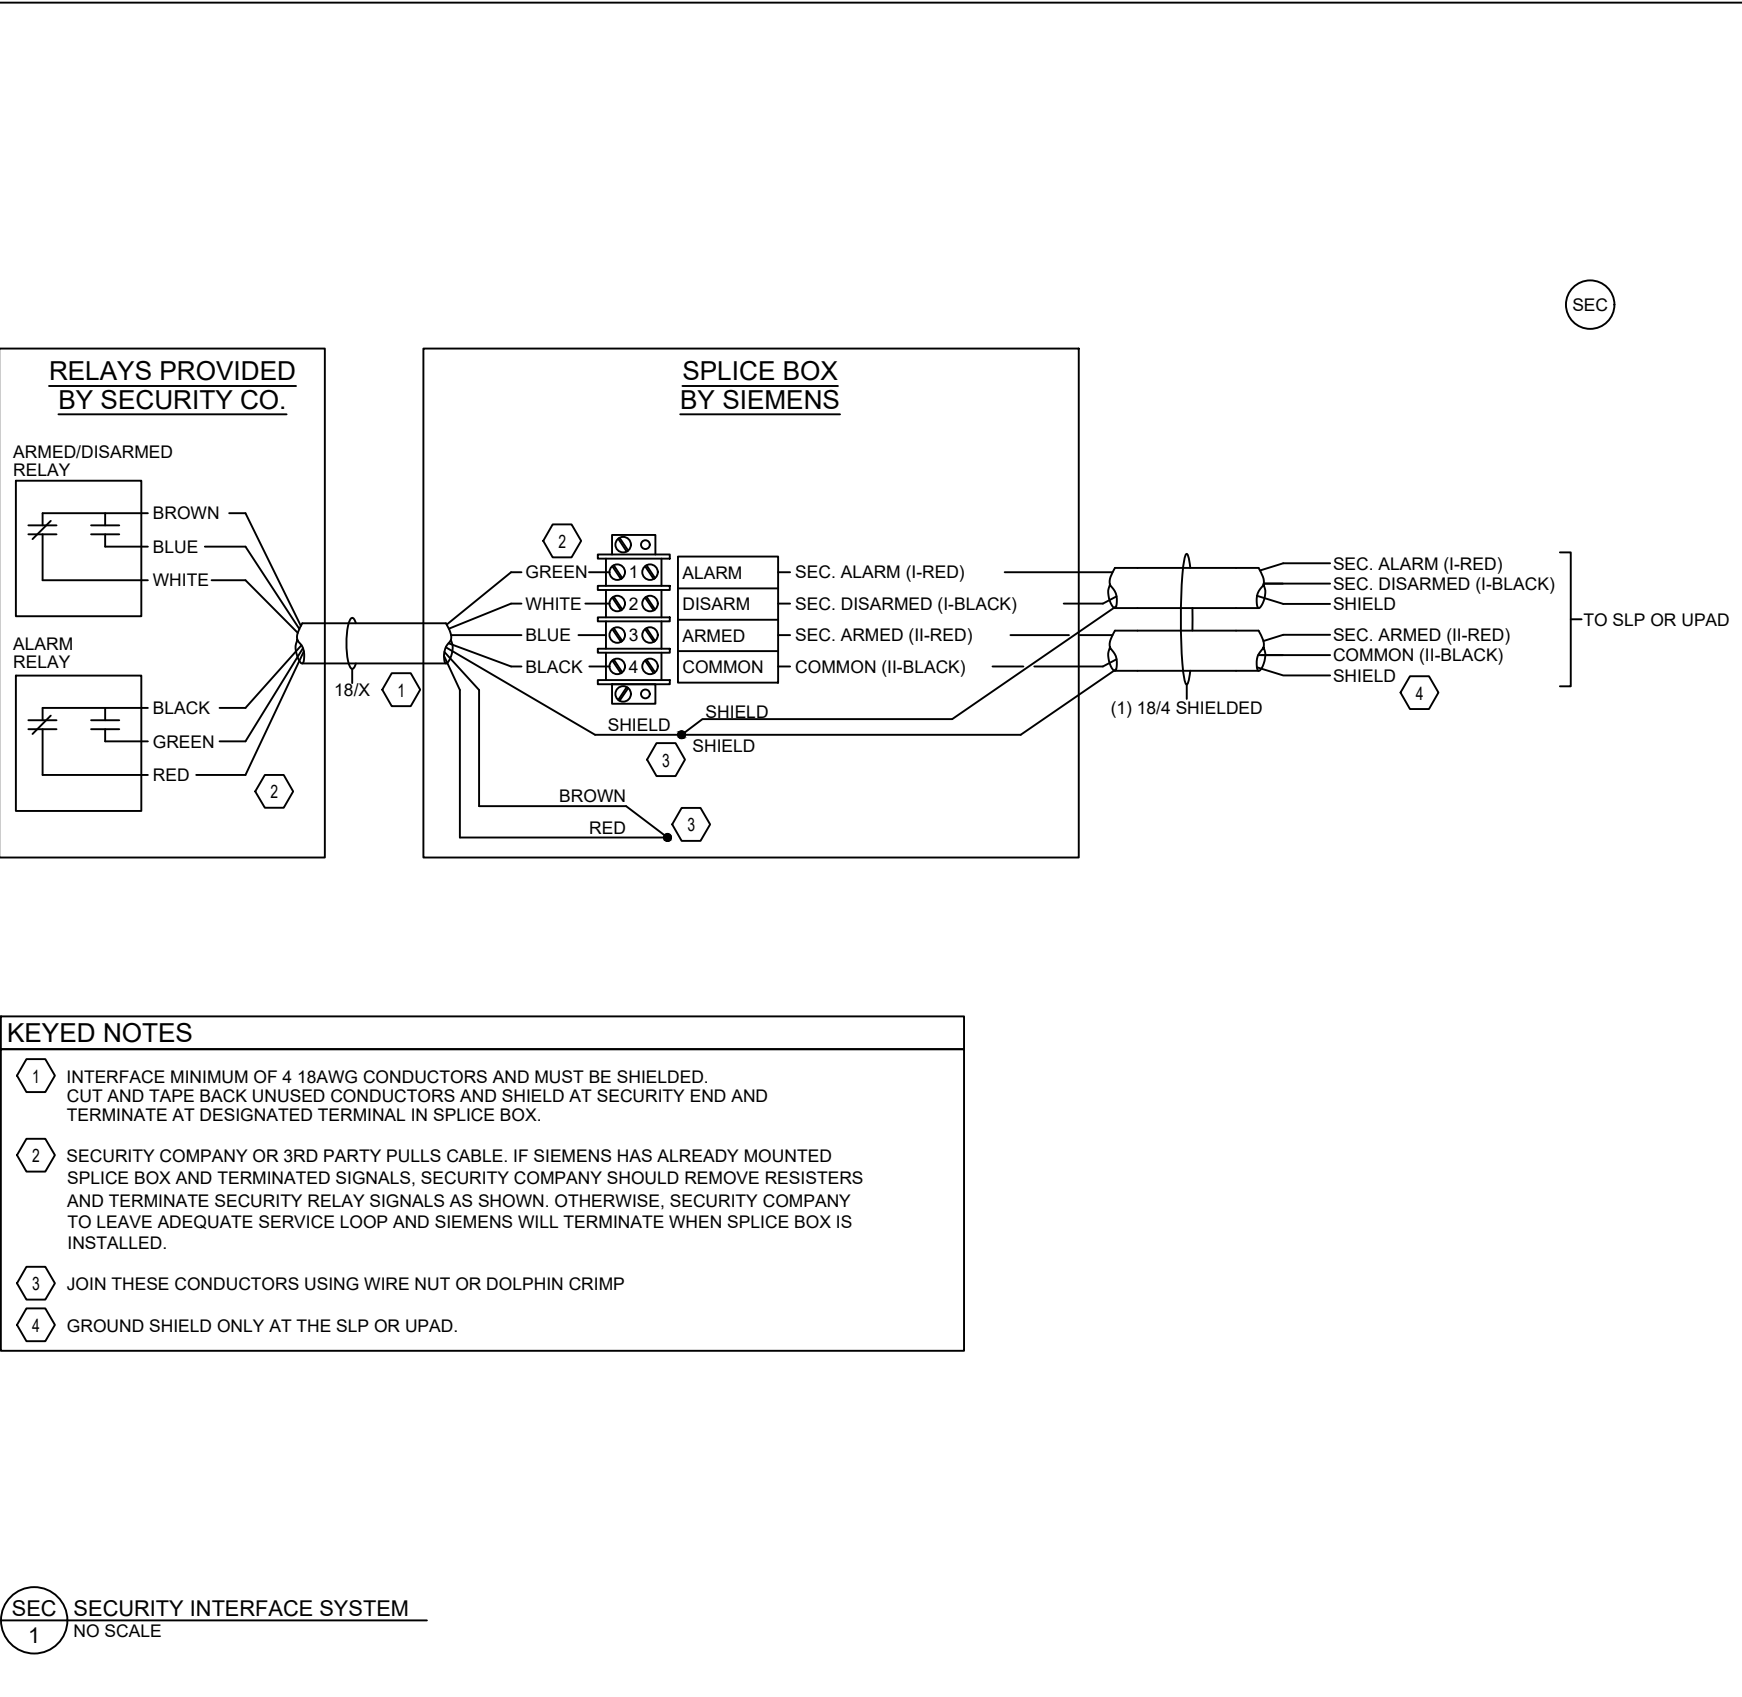 SEC
RELAYS PROVIDED
BY SECURITY CO.
ARMED/DISARMED
RELAY
BROWN
BLUE
WHITE
ALARM
RELAY
BLACK
GREEN
RED
2
18/X
1
SPLICE BOX
BY SIEMENS
2
GREEN 1 ALARM SEC. ALARM (I-RED)
WHITE 2 DISARM SEC. DISARMED (I-BLACK)
BLUE 3 ARMED SEC. ARMED (II-RED)
BLACK 4 COMMON COMMON (II-BLACK)
SHIELD
SHIELD
SHIELD
3
BROWN
RED
3
(1) 18/4 SHIELDED
SEC. ALARM (I-RED)
SEC. DISARMED (I-BLACK)
SHIELD
SEC. ARMED (II-RED)
COMMON (II-BLACK)
SHIELD
4
TO SLP OR UPAD
KEYED NOTES
1 INTERFACE MINIMUM OF 4 18AWG CONDUCTORS AND MUST BE SHIELDED.
CUT AND TAPE BACK UNUSED CONDUCTORS AND SHIELD AT SECURITY END AND
TERMINATE AT DESIGNATED TERMINAL IN SPLICE BOX.
2 SECURITY COMPANY OR 3RD PARTY PULLS CABLE. IF SIEMENS HAS ALREADY MOUNTED
SPLICE BOX AND TERMINATED SIGNALS, SECURITY COMPANY SHOULD REMOVE RESISTERS
AND TERMINATE SECURITY RELAY SIGNALS AS SHOWN. OTHERWISE, SECURITY COMPANY
TO LEAVE ADEQUATE SERVICE LOOP AND SIEMENS WILL TERMINATE WHEN SPLICE BOX IS
INSTALLED.
3 JOIN THESE CONDUCTORS USING WIRE NUT OR DOLPHIN CRIMP
4 GROUND SHIELD ONLY AT THE SLP OR UPAD.
SEC SECURITY INTERFACE SYSTEM
1 NO SCALE